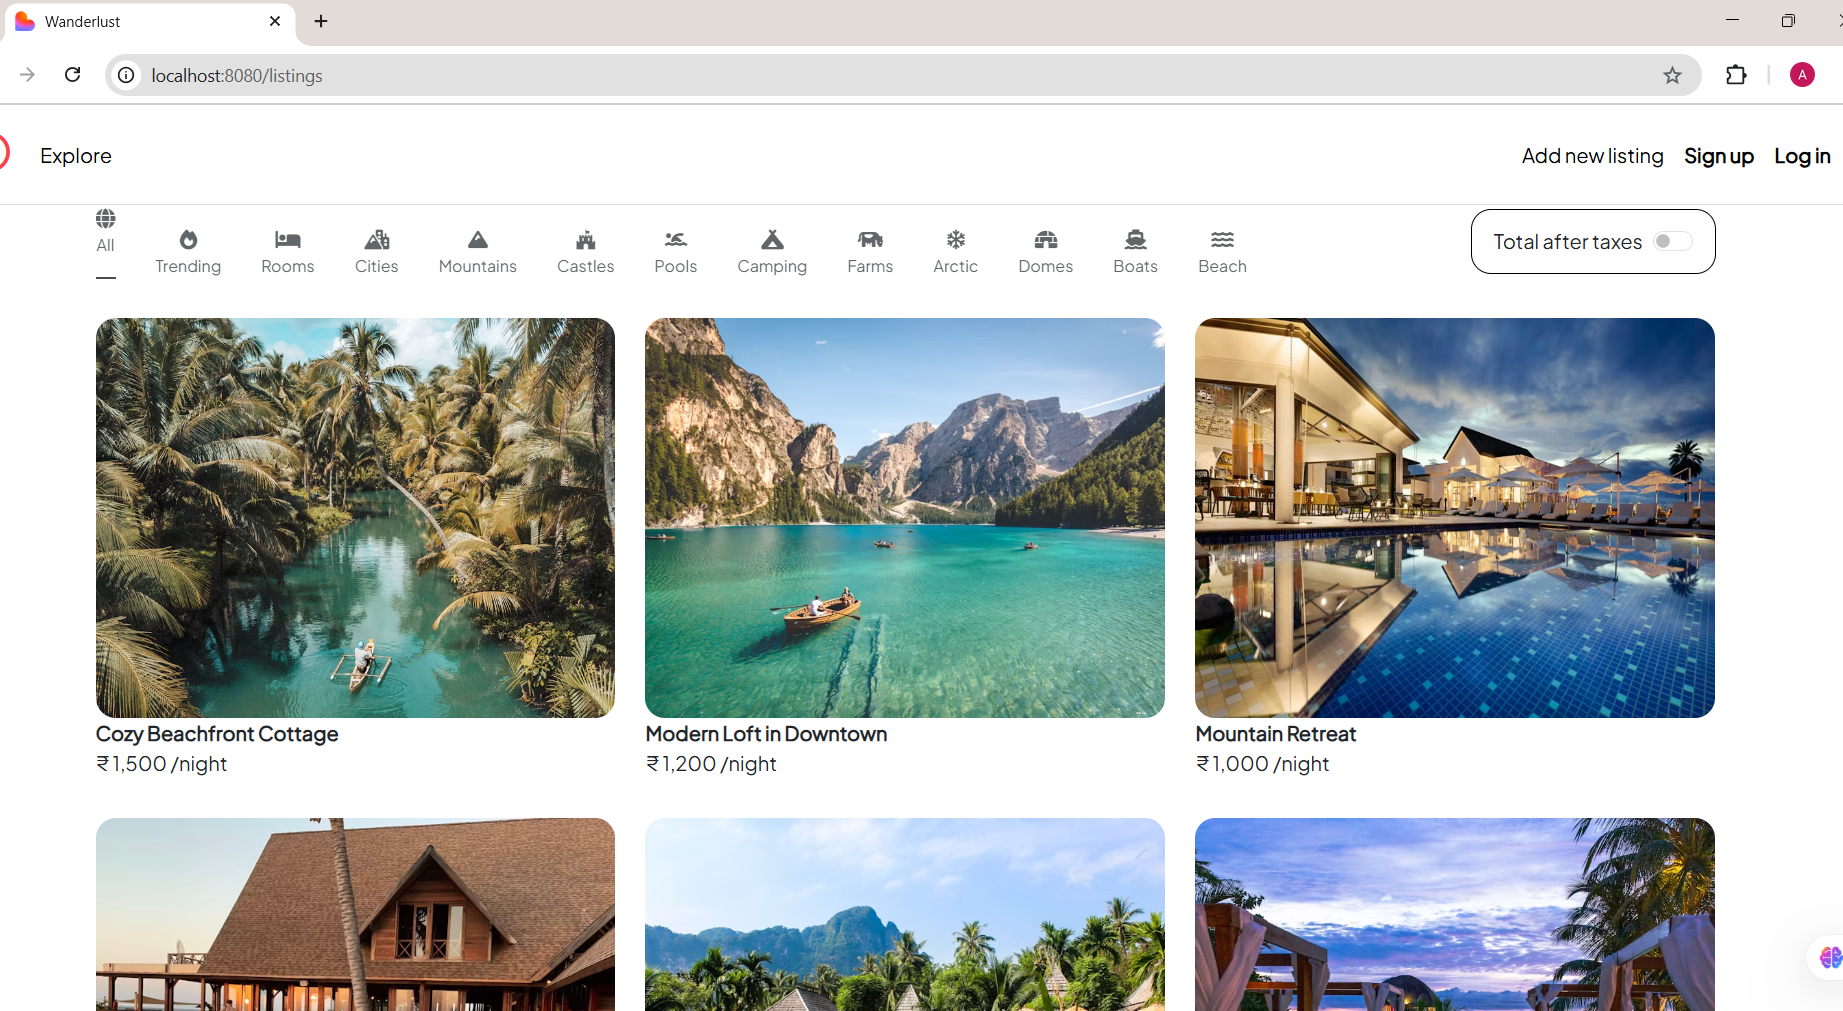 Wanderlust
localhost:8080/listings
A
Explore
Add new listing
Sign up
Log in
All
Trending
Rooms
Cities
Mountains
Castles
Pools
Camping
Farms
Arctic
Domes
Boats
Beach
Total after taxes
Cozy Beachfront Cottage
₹1,500 /night
Modern Loft in Downtown
₹1,200 /night
Mountain Retreat
₹1,000 /night